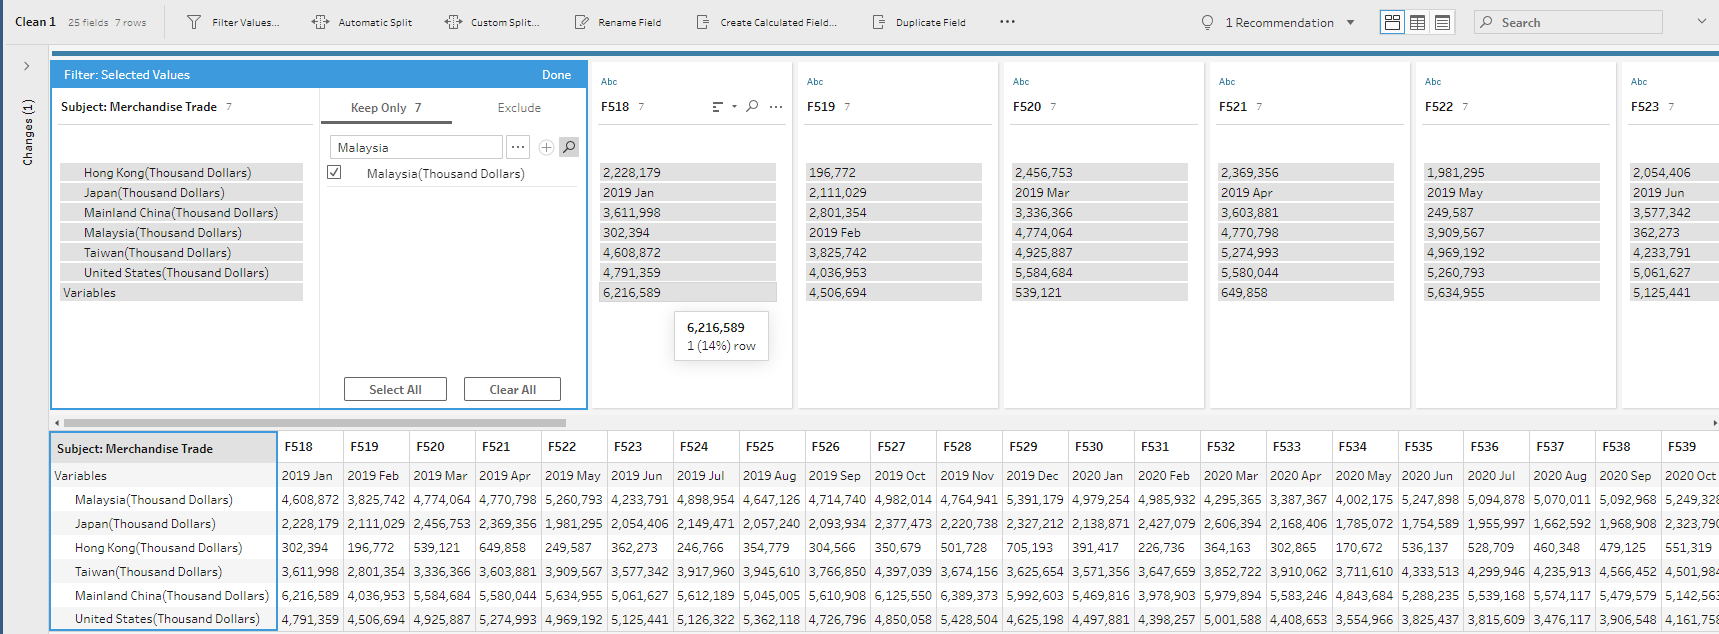 Clean 1 25 fields 7 rows Filter Values... Automatic Split Custom Split... Rename Field Create Calculated Field... Duplicate Field ... 1 Recommendation Search
Changes (1)
Filter: Selected Values Done
Subject: Merchandise Trade 7
Keep Only 7 Exclude
Malaysia ...
Malaysia(Thousand Dollars)
Hong Kong(Thousand Dollars)
Japan(Thousand Dollars)
Mainland China(Thousand Dollars)
Malaysia(Thousand Dollars)
Taiwan(Thousand Dollars)
United States(Thousand Dollars)
Variables
Select All Clear All
Abc
F518 7 ...
2,228,179
2019 Jan
3,611,998
302,394
4,608,872
4,791,359
6,216,589
6,216,589
1 (14%) row
Abc
F519 7
196,772
2,111,029
2,801,354
2019 Feb
3,825,742
4,036,953
4,506,694
Abc
F520 7
2,456,753
2019 Mar
3,336,366
4,774,064
4,925,887
5,584,684
539,121
Abc
F521 7
2,369,356
2019 Apr
3,603,881
4,770,798
5,274,993
5,580,044
649,858
Abc
F522 7
1,981,295
2019 May
249,587
3,909,567
4,969,192
5,260,793
5,634,955
Abc
F523 7
2,054,406
2019 Jun
3,577,342
362,273
4,233,791
5,061,627
5,125,441
Subject: Merchandise Trade F518 F519 F520 F521 F522 F523 F524 F525 F526 F527 F528 F529 F530 F531 F532 F533 F534 F535 F536 F537 F538 F539
Variables 2019 Jan 2019 Feb 2019 Mar 2019 Apr 2019 May 2019 Jun 2019 Jul 2019 Aug 2019 Sep 2019 Oct 2019 Nov 2019 Dec 2020 Jan 2020 Feb 2020 Mar 2020 Apr 2020 May 2020 Jun 2020 Jul 2020 Aug 2020 Sep 2020 Oct
Malaysia(Thousand Dollars) 4,608,872 3,825,742 4,774,064 4,770,798 5,260,793 4,233,791 4,898,954 4,647,126 4,714,740 4,982,014 4,764,941 5,391,179 4,979,254 4,985,932 4,295,365 3,387,367 4,002,175 5,247,898 5,094,878 5,070,011 5,092,968 5,249,328
Japan(Thousand Dollars) 2,228,179 2,111,029 2,456,753 2,369,356 1,981,295 2,054,406 2,149,471 2,057,240 2,093,934 2,377,473 2,220,738 2,327,212 2,138,871 2,427,079 2,606,394 2,168,406 1,785,072 1,754,589 1,955,997 1,662,592 1,968,908 2,323,790
Hong Kong(Thousand Dollars) 302,394 196,772 539,121 649,858 249,587 362,273 246,766 354,779 304,566 350,679 501,728 705,193 391,417 226,736 364,163 302,865 170,672 536,137 528,709 460,348 479,125 551,319
Taiwan(Thousand Dollars) 3,611,998 2,801,354 3,336,366 3,603,881 3,909,567 3,577,342 3,917,960 3,945,610 3,766,850 4,397,039 3,674,156 3,625,654 3,571,356 3,647,659 3,852,722 3,910,062 3,711,610 4,333,513 4,299,946 4,235,913 4,566,452 4,501,984
Mainland China(Thousand Dollars) 6,216,589 4,036,953 5,584,684 5,580,044 5,634,955 5,061,627 5,612,189 5,045,005 5,610,908 6,125,550 6,389,373 5,992,603 5,469,816 3,978,903 5,979,894 5,583,246 4,843,684 5,288,235 5,539,168 5,574,117 5,479,579 5,142,563
United States(Thousand Dollars) 4,791,359 4,506,694 4,925,887 5,274,993 4,969,192 5,125,441 5,126,322 5,362,118 4,726,796 4,850,058 5,428,504 4,625,198 4,497,881 4,398,257 5,001,588 4,408,653 3,554,966 3,825,437 3,815,609 3,476,117 3,906,548 4,161,758